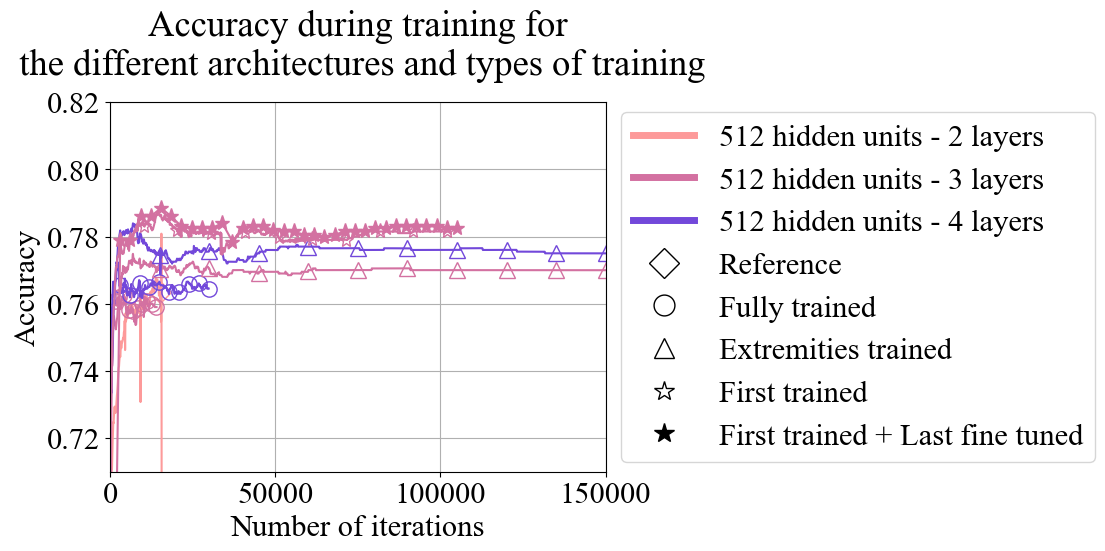 Accuracy during training for
the different architectures and types of training
0.82
0.80
0.78
0.76
0.74
0.72
Accuracy
0
50000
100000
150000
Number of iterations
512 hidden units - 2 layers
512 hidden units - 3 layers
512 hidden units - 4 layers
Reference
Fully trained
Extremities trained
First trained
First trained + Last fine tuned